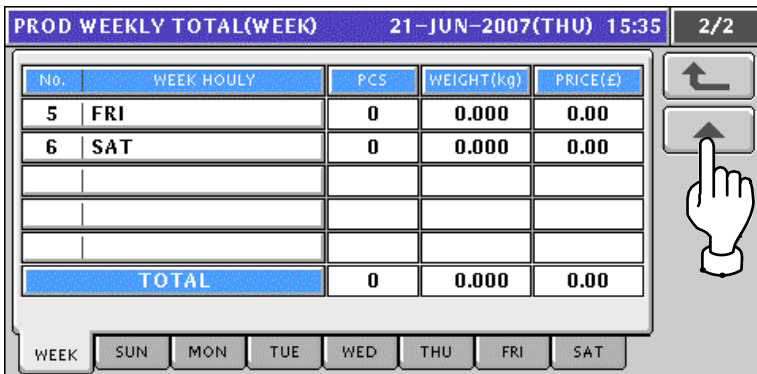 PROD WEEKLY TOTAL(WEEK) 21-JUN-2007(THU) 15:35 2/2
No. WEEK HOULY PCS WEIGHT(kg) PRICE(£)
5 FRI 0 0.000 0.00
6 SAT 0 0.000 0.00
TOTAL 0 0.000 0.00
WEEK SUN MON TUE WED THU FRI SAT